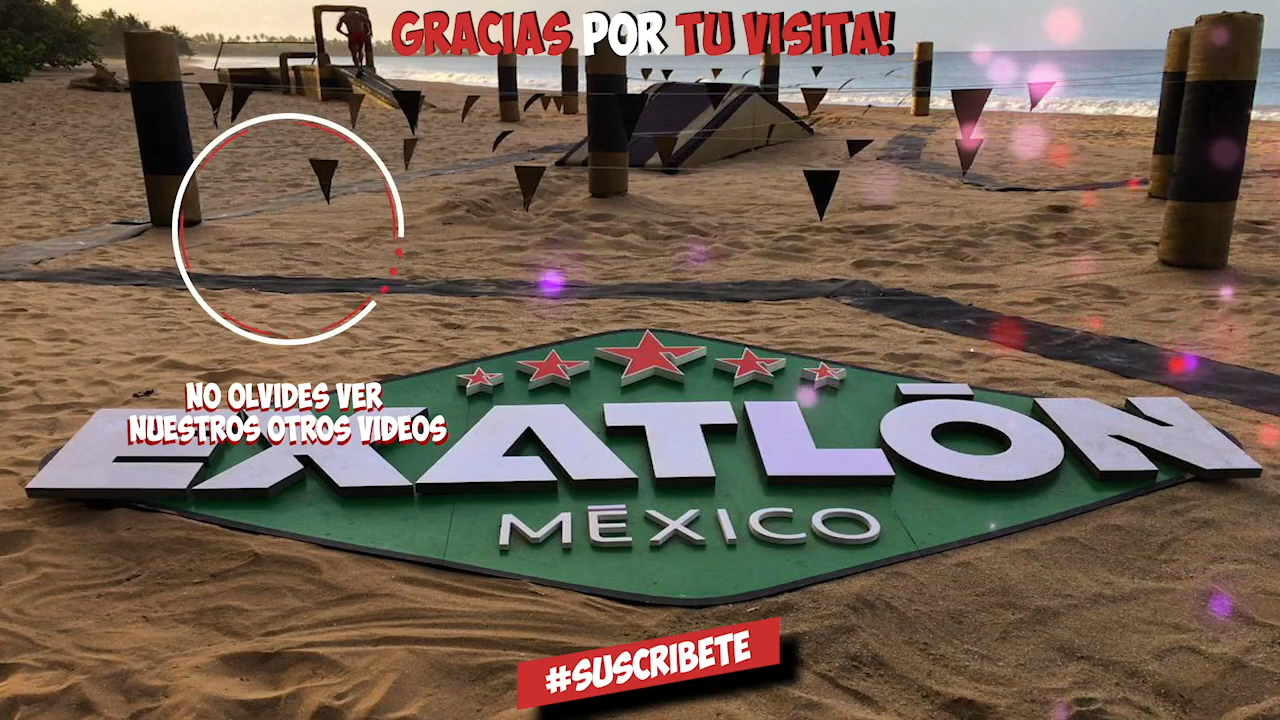 GRACIAS POR TU VISITA!
NO OLVIDES VER
NUESTROS OTROS VIDEOS
EXATLÓN
MÉXICO
#SUSCRIBETE